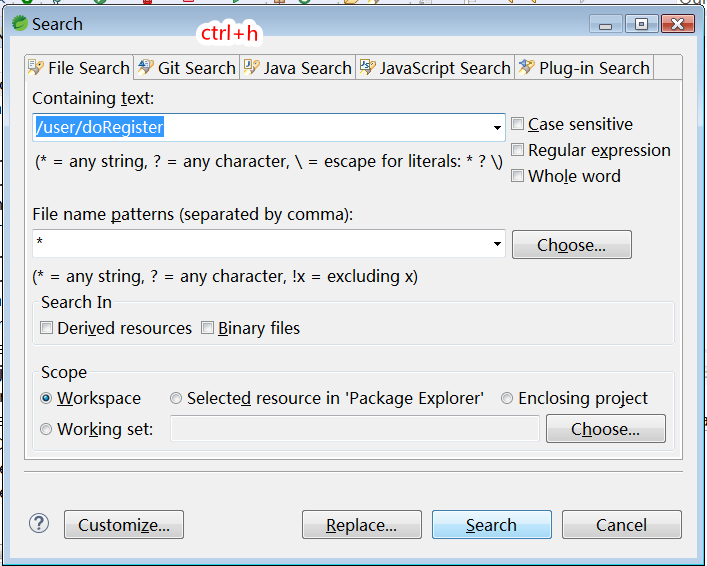 Search
ctrl+h
File Search Git Search Java Search JavaScript Search Plug-in Search
Containing text:
/user/doRegister
Case sensitive
(* = any string, ? = any character, \ = escape for literals: * ? \)
Regular expression
Whole word
File name patterns (separated by comma):
*
Choose...
(* = any string, ? = any character, !x = excluding x)
Search In
Derived resources Binary files
Scope
Workspace Selected resource in 'Package Explorer' Enclosing project
Working set: Choose...
? Customize... Replace... Search Cancel